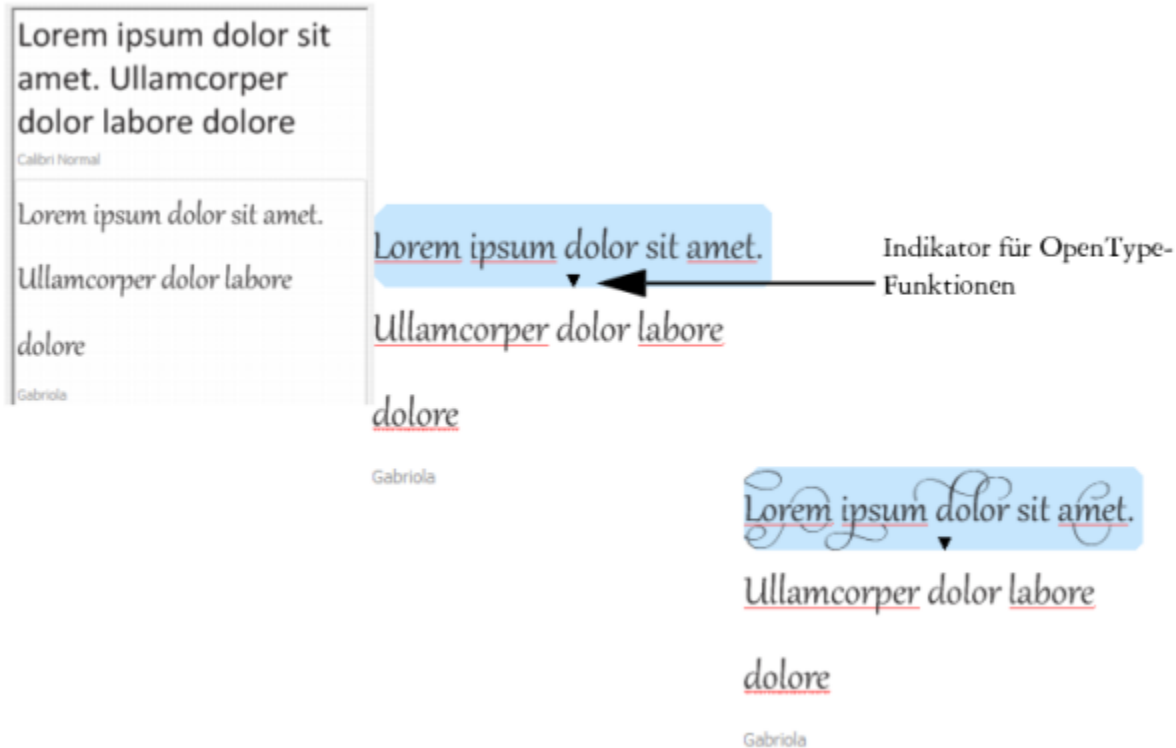 Lorem ipsum dolor sit
amet. Ullamcorper
dolor labore dolore
Calibri Normal
Lorem ipsum dolor sit amet.
Ullamcorper dolor labore
dolore
Gabriola
Lorem ipsum dolor sit amet.
Ullamcorper dolor labore
dolore
Gabriola
Indikator für OpenType-
Funktionen
Lorem ipsum dolor sit amet.
Ullamcorper dolor labore
dolore
Gabriola